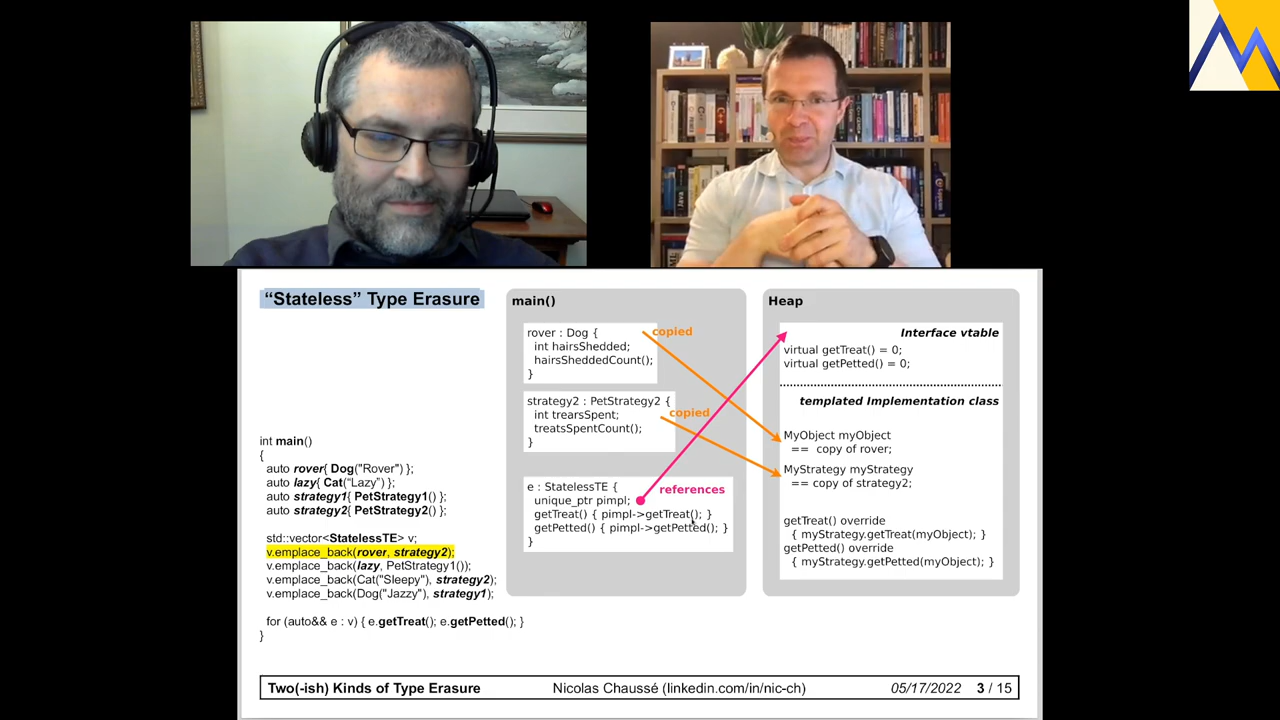 “Stateless” Type Erasure
int main()
{
auto rover{ Dog("Rover") };
auto lazy{ Cat(“Lazy”) };
auto strategy1{ PetStrategy1() };
auto strategy2{ PetStrategy2() };
std::vector<StatelessTE> v;
v.emplace_back(rover, strategy2);
v.emplace_back(lazy, PetStrategy1());
v.emplace_back(Cat("Sleepy"), strategy2);
v.emplace_back(Dog("Jazzy"), strategy1);
for (auto&& e : v) { e.getTreat(); e.getPetted(); }
}
main()
rover : Dog {
int hairsShedded;
hairsSheddedCount();
}
copied
strategy2 : PetStrategy2 {
int trearsSpent;
treatsSpentCount();
}
copied
e : StatelessTE {
unique_ptr pimpl;
getTreat() { pimpl->getTreat(); }
getPetted() { pimpl->getPetted(); }
}
references
Heap
Interface vtable
virtual getTreat() = 0;
virtual getPetted() = 0;
templated Implementation class
MyObject myObject
== copy of rover;
MyStrategy myStrategy
== copy of strategy2;
getTreat() override
{ myStrategy.getTreat(myObject); }
getPetted() override
{ myStrategy.getPetted(myObject); }
Two(-ish) Kinds of Type Erasure
Nicolas Chaussé (linkedin.com/in/nic-ch)
05/17/2022 3 / 15